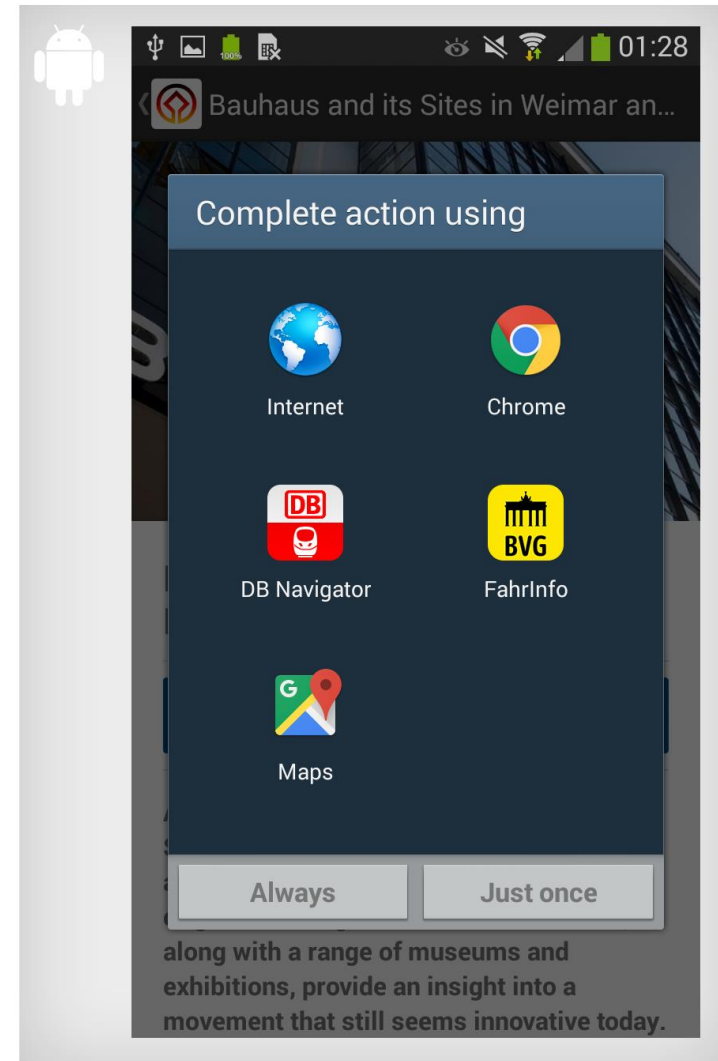 100% 01:28
Bauhaus and its Sites in Weimar an...
Complete action using
Internet
Chrome
DB
DB Navigator
BVG
FahrInfo
G
Maps
Always
Just once
along with a range of museums and
exhibitions, provide an insight into a
movement that still seems innovative today.